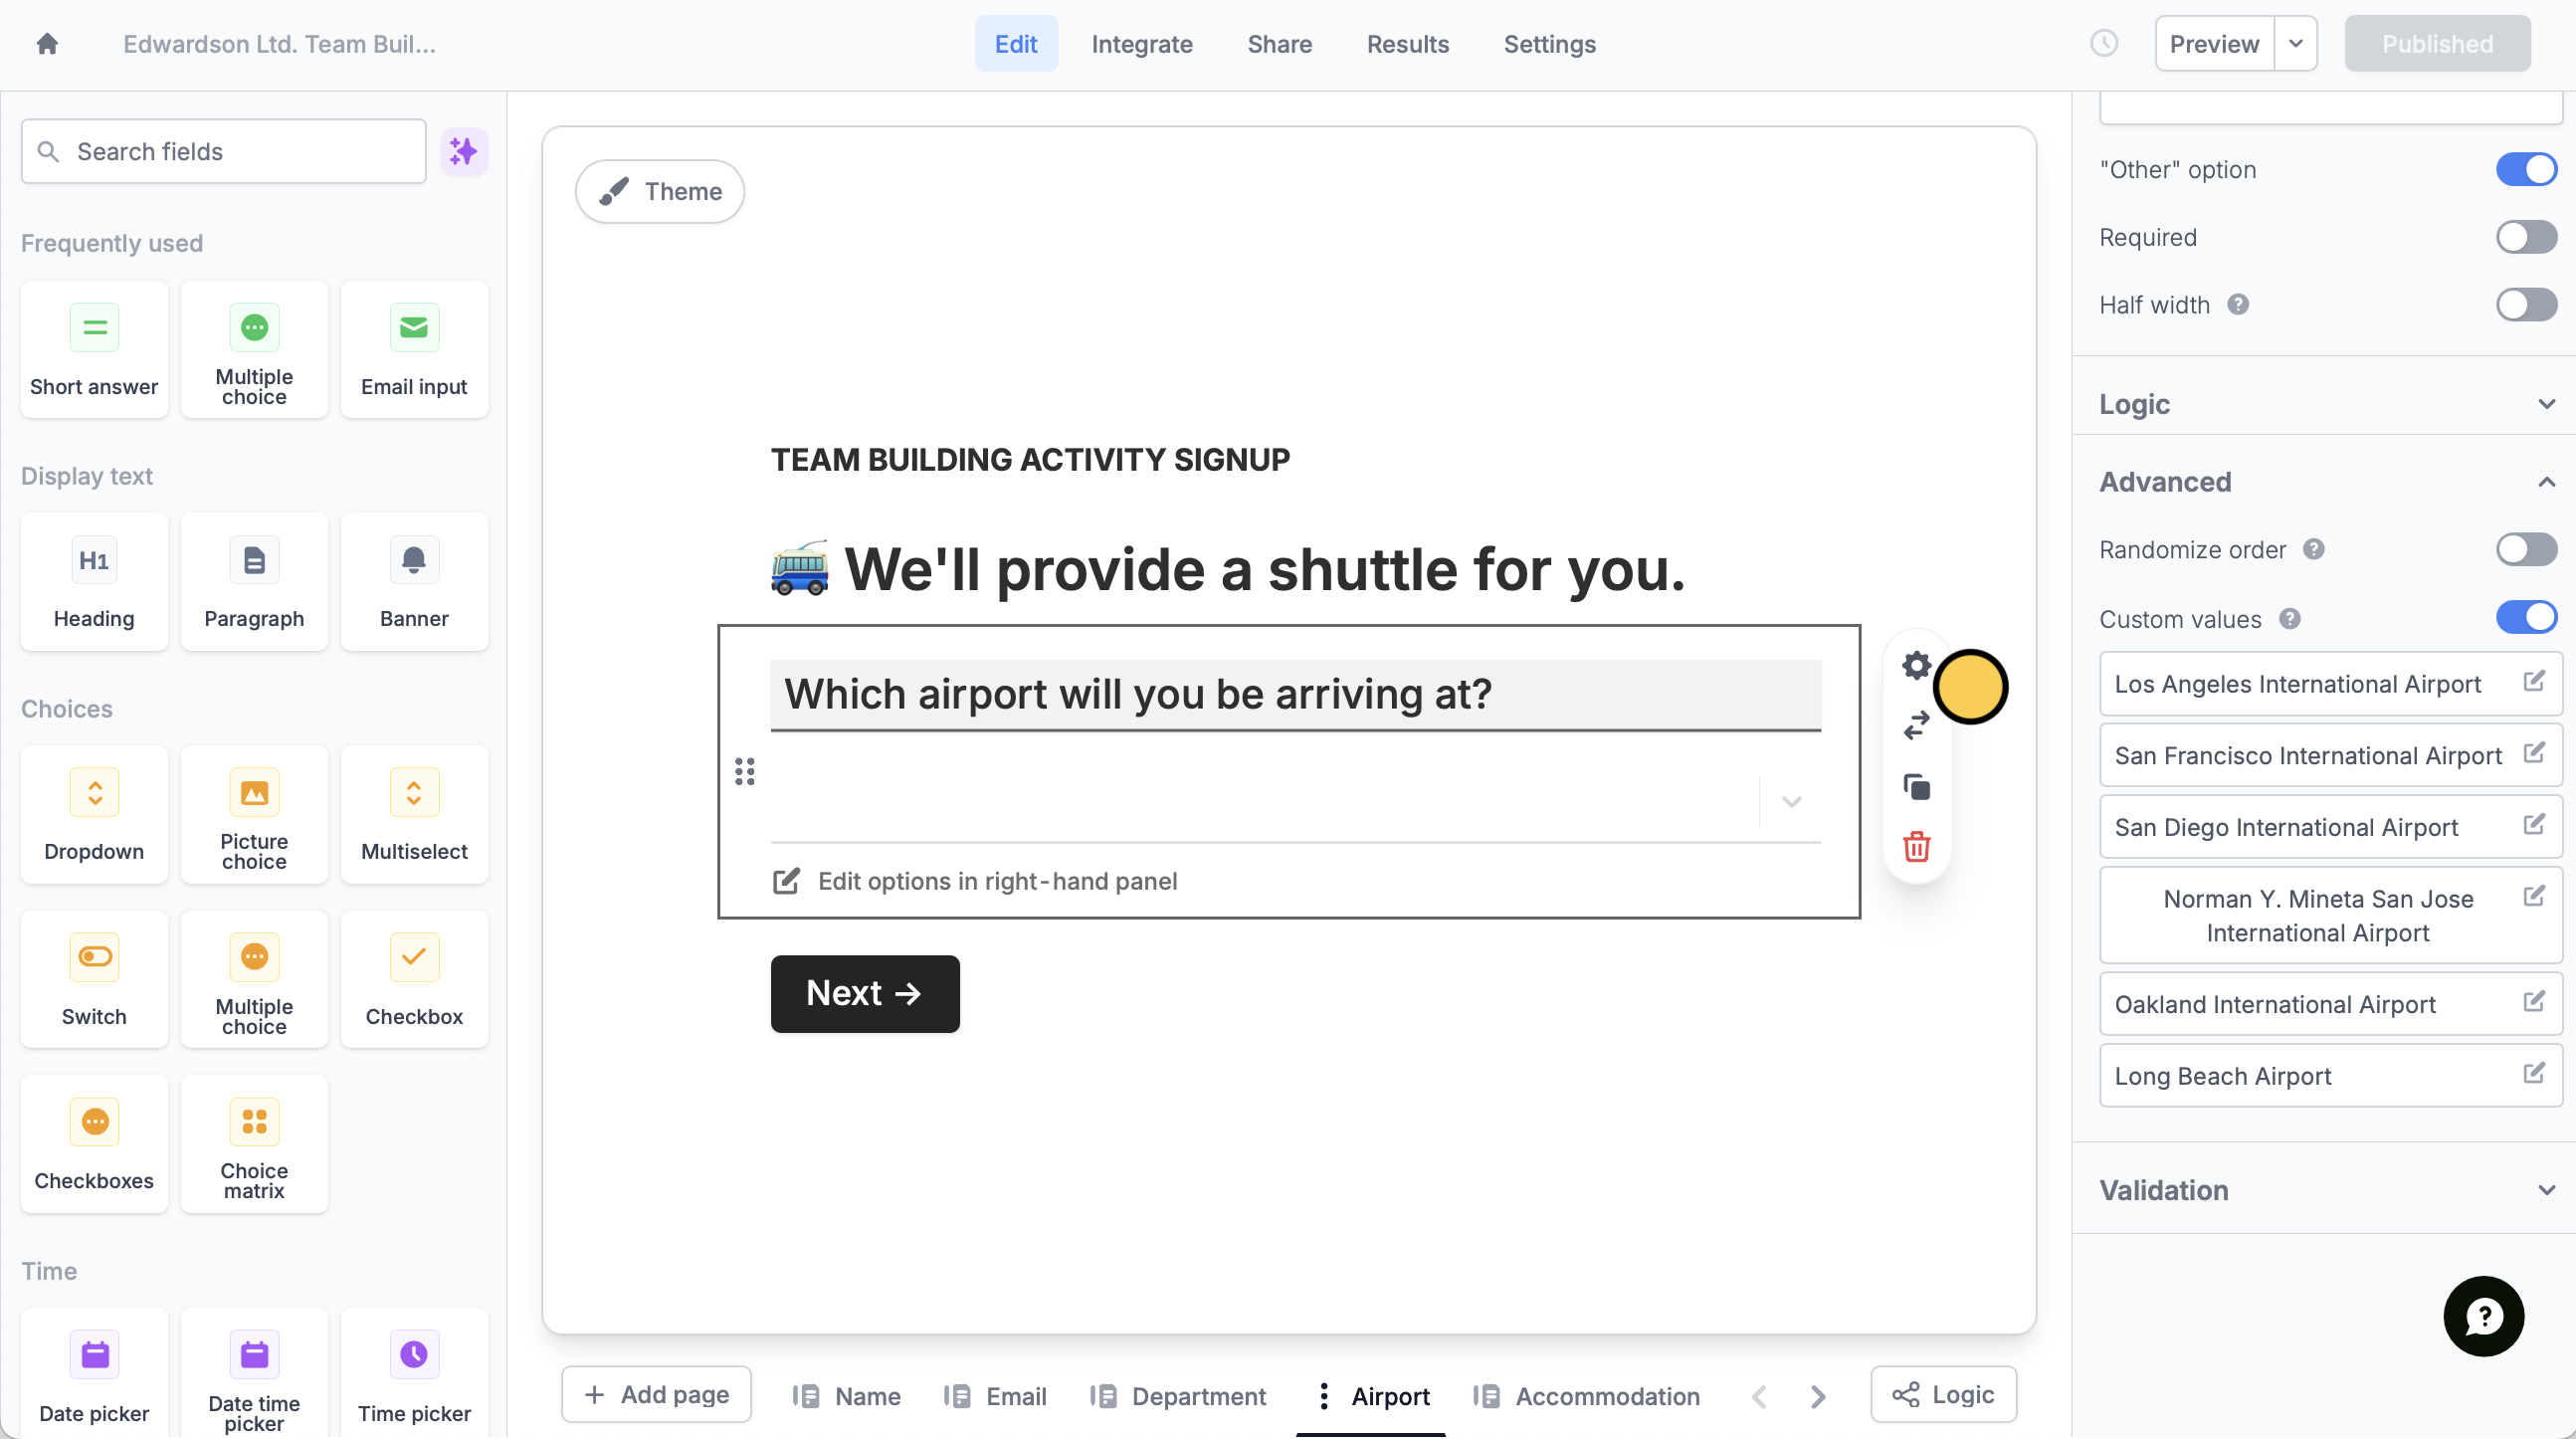 Edwardson Ltd. Team Buil...
Edit
Integrate
Share
Results
Settings
Preview
Published
Search fields
Frequently used
Short answer
Multiple
choice
Email input
Display text
H1
Heading
Paragraph
Banner
Choices
Dropdown
Picture
choice
Multiselect
Switch
Multiple
choice
Checkbox
Checkboxes
Choice
matrix
Time
Date picker
Date time
picker
Time picker
Theme
TEAM BUILDING ACTIVITY SIGNUP
We'll provide a shuttle for you.
Which airport will you be arriving at?
Edit options in right-hand panel
Next →
Add page
Name
Email
Department
Airport
Accommodation
Logic
"Other" option
Required
Half width
Logic
Advanced
Randomize order
Custom values
Los Angeles International Airport
San Francisco International Airport
San Diego International Airport
Norman Y. Mineta San Jose
International Airport
Oakland International Airport
Long Beach Airport
Validation